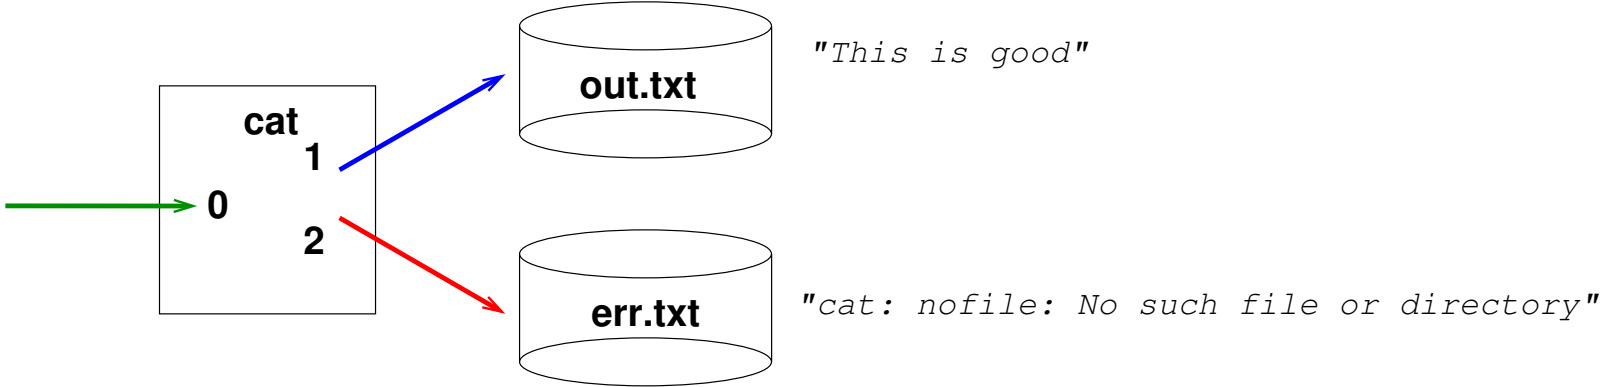 cat
1
0
2
out.txt
"This is good"
err.txt
"cat: nofile: No such file or directory"